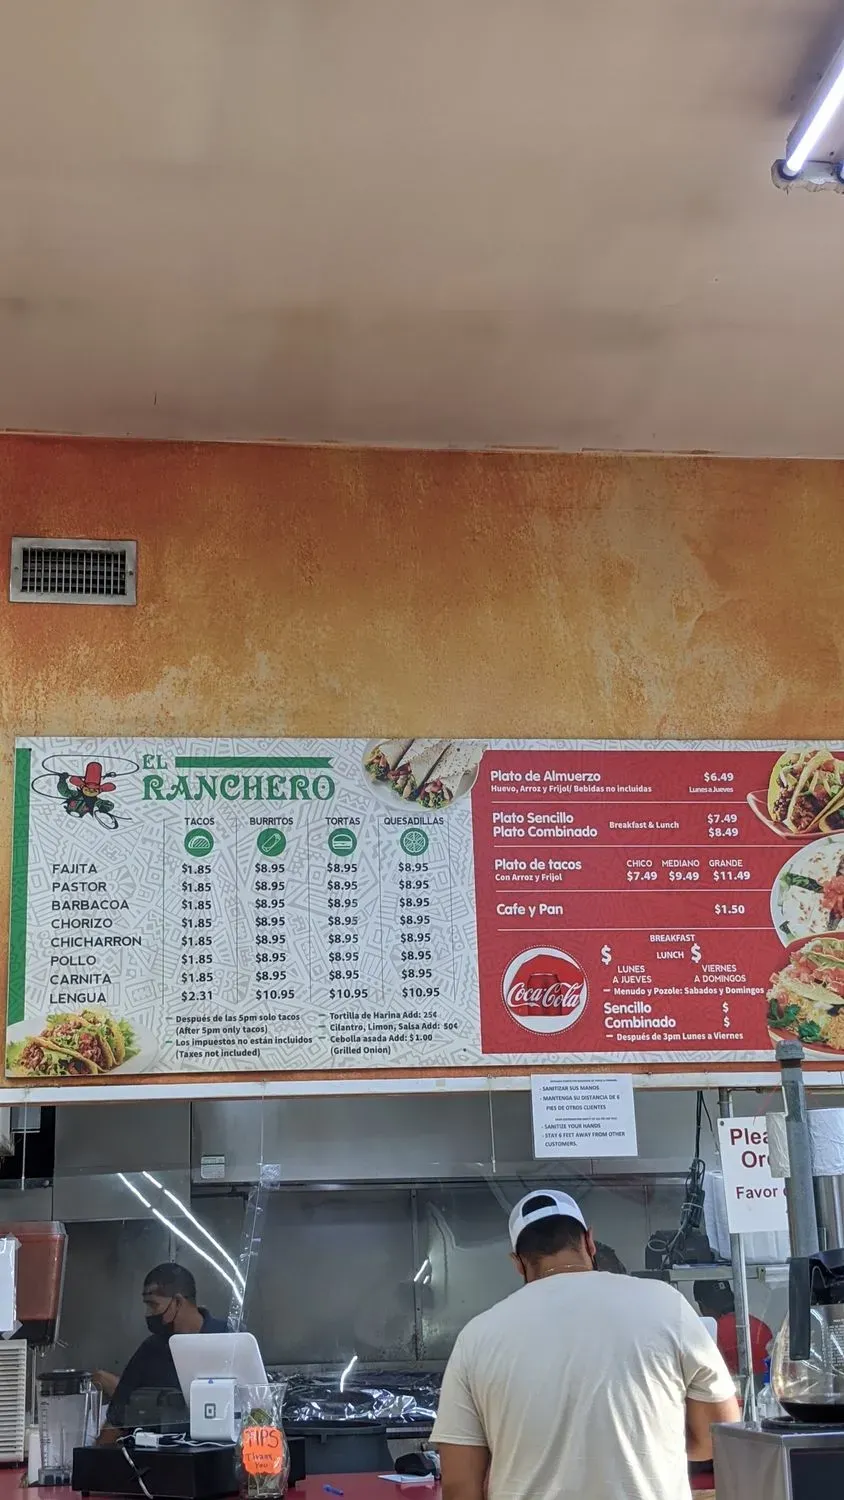 EL
RANCHERO
TACOS BURRITOS TORTAS QUESADILLAS
FAJITA $1.85 $8.95 $8.95 $8.95
PASTOR $1.85 $8.95 $8.95 $8.95
BARBACOA $1.85 $8.95 $8.95 $8.95
CHORIZO $1.85 $8.95 $8.95 $8.95
CHICHARRON $1.85 $8.95 $8.95 $8.95
POLLO $1.85 $8.95 $8.95 $8.95
CARNITA $1.85 $8.95 $8.95 $8.95
LENGUA $2.31 $10.95 $10.95 $10.95
— Después de las 5pm solo tacos
(After 5pm only tacos)
— Los impuestos no están incluidos
(Taxes not included)
— Tortilla de Harina Add: 25¢
— Cilantro, Limon, Salsa Add: 50¢
— Cebolla asada Add: $1.00
(Grilled Onion)
Plato de Almuerzo $6.49
Huevo, Arroz y Frijol/ Bebidas no incluidas Lunes a Jueves
Plato Sencillo $7.49
Breakfast & Lunch
Plato Combinado $8.49
Plato de tacos CHICO MEDIANO GRANDE
Con Arroz y Frijol $7.49 $9.49 $11.49
Cafe y Pan $1.50
BREAKFAST
$ LUNCH $
LUNES VIERNES
A JUEVES A DOMINGOS
— Menudo y Pozole: Sabados y Domingos
Sencillo $
Combinado $
— Después de 3pm Lunes a Viernes
Coca-Cola
- SANITIZAR SUS MANOS
- MANTENGA SU DISTANCIA DE 6
PIES DE OTROS CLIENTES
- SANITIZE YOUR HANDS
- STAY 6 FEET AWAY FROM OTHER
CUSTOMERS.
Plea
Or
Favor
TIPS
Thank
You